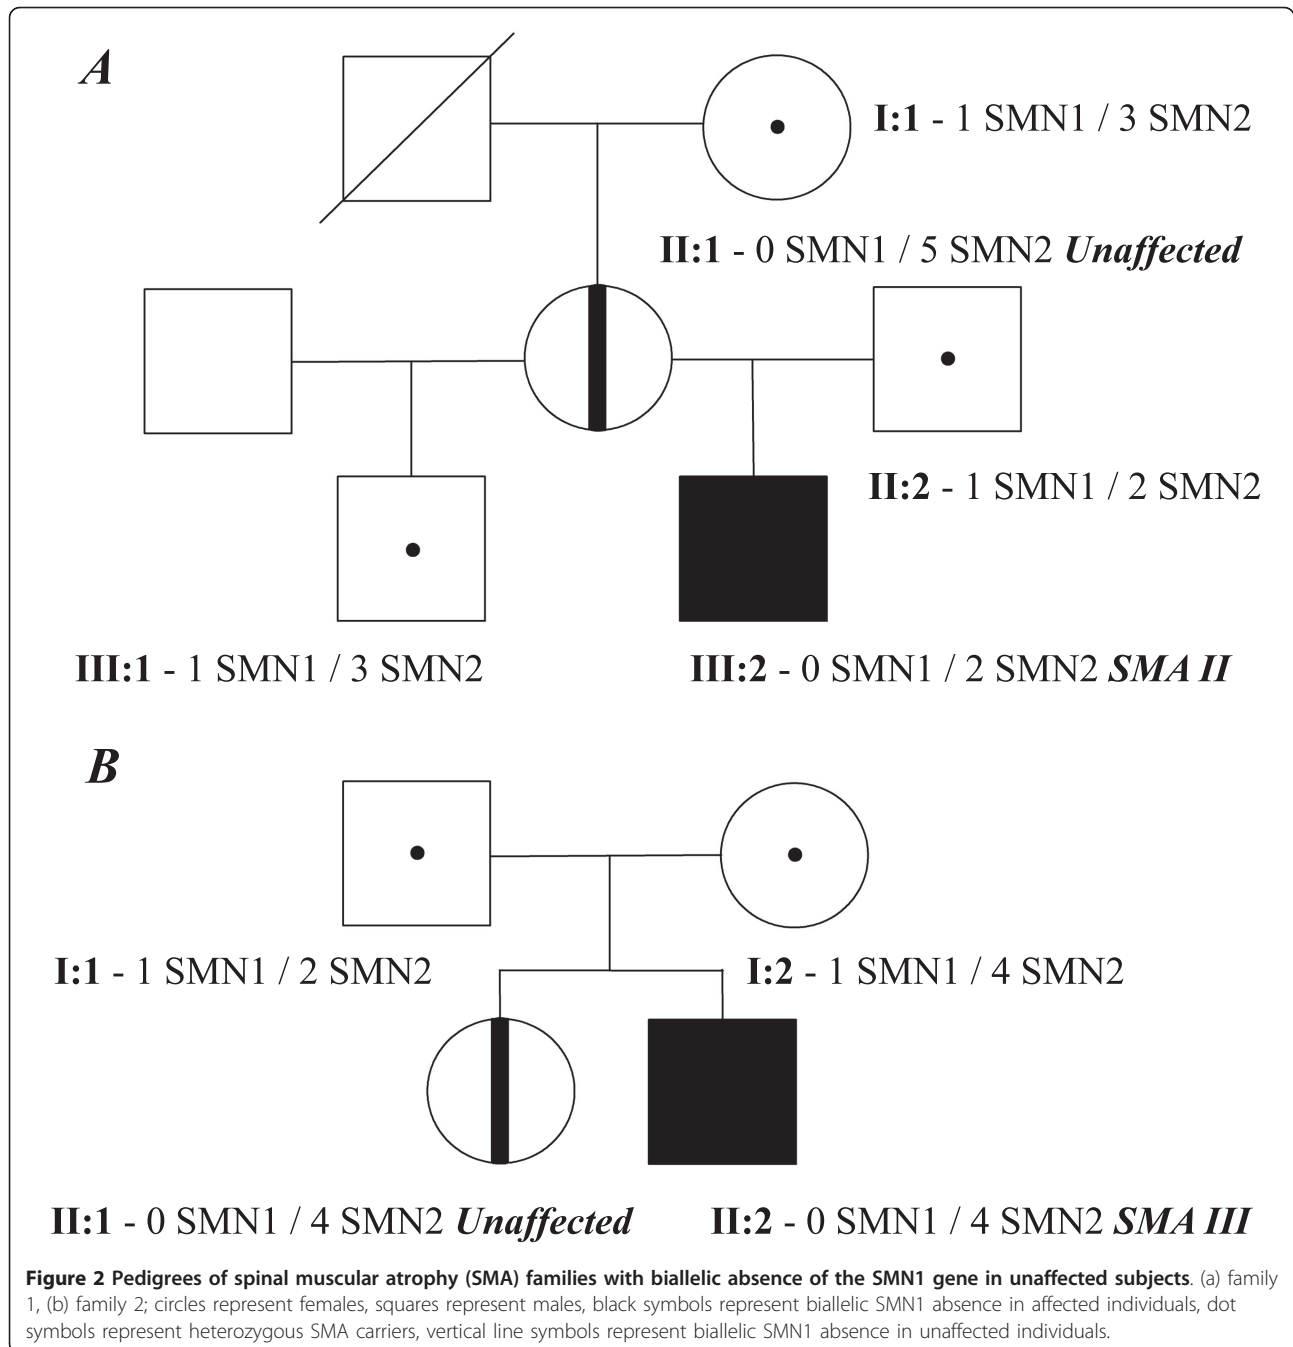 A
I:1 - 1 SMN1 / 3 SMN2
II:1 - 0 SMN1 / 5 SMN2 Unaffected
II:2 - 1 SMN1 / 2 SMN2
III:1 - 1 SMN1 / 3 SMN2
III:2 - 0 SMN1 / 2 SMN2 SMA II
B
I:1 - 1 SMN1 / 2 SMN2
I:2 - 1 SMN1 / 4 SMN2
II:1 - 0 SMN1 / 4 SMN2 Unaffected
II:2 - 0 SMN1 / 4 SMN2 SMA III
Figure 2 Pedigrees of spinal muscular atrophy (SMA) families with biallelic absence of the SMN1 gene in unaffected subjects. (a) family
1, (b) family 2; circles represent females, squares represent males, black symbols represent biallelic SMN1 absence in affected individuals, dot
symbols represent heterozygous SMA carriers, vertical line symbols represent biallelic SMN1 absence in unaffected individuals.